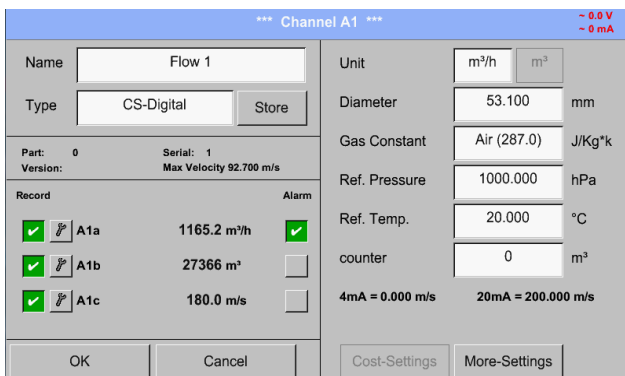 *** Channel A1 ***
~ 0.0 V
~ 0 mA
Name Flow 1
Type CS-Digital Store
Part: 0 Serial: 1
Version: Max Velocity 92.700 m/s
Record Alarm
A1a 1165.2 m³/h
A1b 27366 m³
A1c 180.0 m/s
OK Cancel
Unit m³/h m³
Diameter 53.100 mm
Gas Constant Air (287.0) J/Kg*k
Ref. Pressure 1000.000 hPa
Ref. Temp. 20.000 °C
counter 0 m³
4mA = 0.000 m/s 20mA = 200.000 m/s
Cost-Settings More-Settings